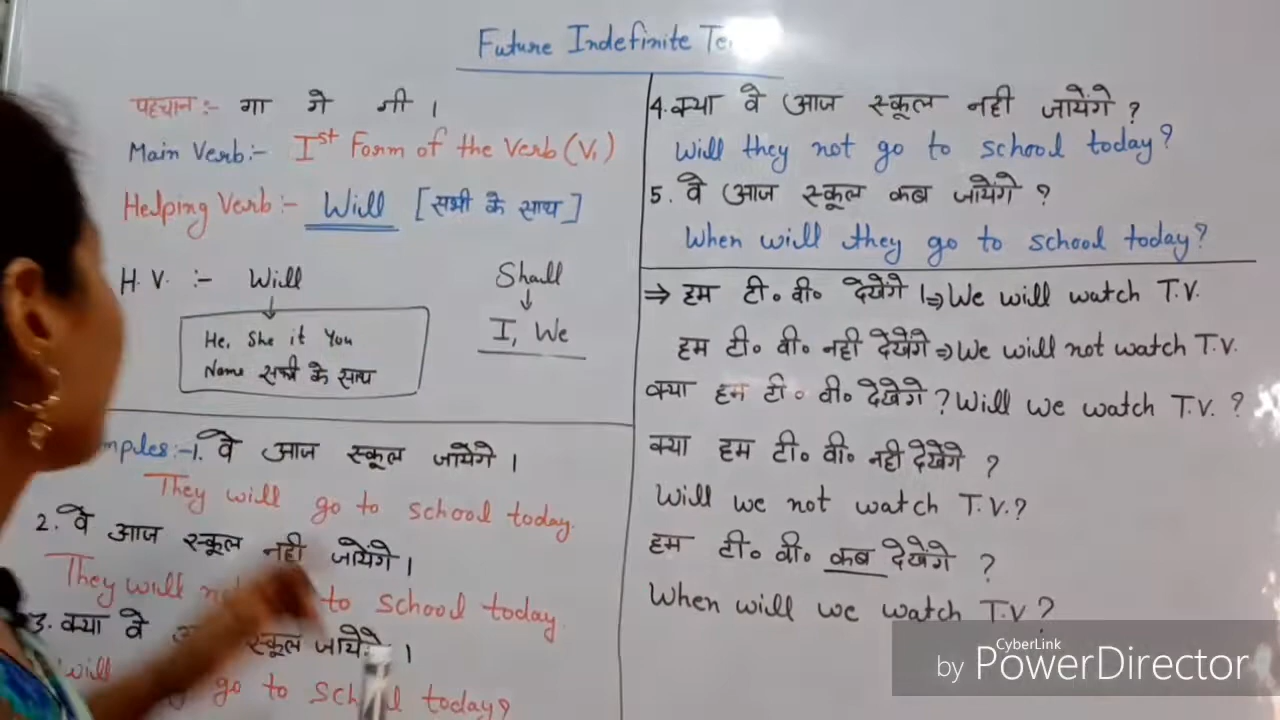 Future Indefinite
पहचान:- गा गे गी ।
Main Verb:- Ist Form of the Verb (V1)
Helping Verb:- Will [सभी के साथ]
H. V. :- Will Shall
I, We
He, She it You
Name सभी के साथ
1. वे आज स्कूल जायेगे ।
They will go to school today.
2. वे आज स्कूल नही जायेंगे ।
They will to school today.
3. क्या वे स्कूल जायेगे ।
will go to school today?
4. क्या वे आज स्कूल नही जायेंगे ?
Will they not go to school today?
5. वे आज स्कूल कब जायेंगे ?
When will they go to school today?
⇒ हम टी० वी० देखेंगे ।⇒ We will watch T.V.
हम टी० वी० नही देखेंगे ⇒ We will not watch T.V.
क्या हम टी० वी० देखेगे ? Will we watch T.V. ?
क्या हम टी० वी० नही देखेगे ?
Will we not watch T.V.?
हम टी० वी० कब देखेंगे ?
When will we watch T.V.?
CyberLink
by PowerDirector